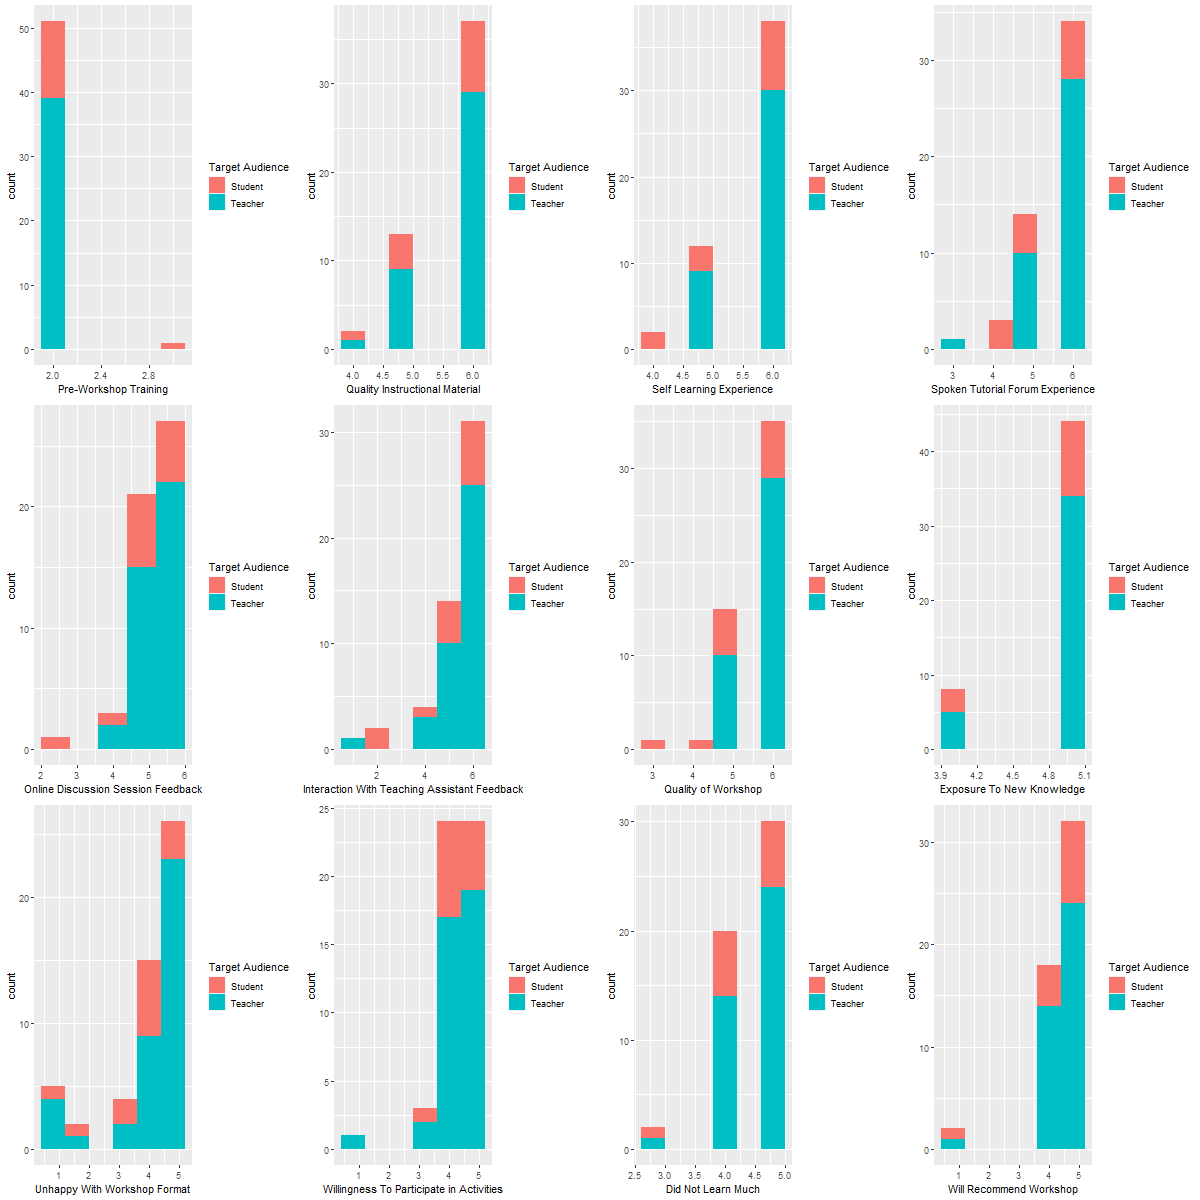 50
40
30
20
10
0
count
2.0 2.4 2.8
Pre-Workshop Training
Target Audience
Student
Teacher
30
20
10
0
count
4.0 4.5 5.0 5.5 6.0
Quality Instructional Material
Target Audience
Student
Teacher
30
20
10
0
count
4.0 4.5 5.0 5.5 6.0
Self Learning Experience
Target Audience
Student
Teacher
30
20
10
0
count
3 4 5 6
Spoken Tutorial Forum Experience
Target Audience
Student
Teacher
20
10
0
count
2 3 4 5 6
Online Discussion Session Feedback
Target Audience
Student
Teacher
30
20
10
0
count
2 4 6
Interaction With Teaching Assistant Feedback
Target Audience
Student
Teacher
30
20
10
0
count
3 4 5 6
Quality of Workshop
Target Audience
Student
Teacher
40
30
20
10
0
count
3.9 4.2 4.5 4.8 5.1
Exposure To New Knowledge
Target Audience
Student
Teacher
20
10
0
count
1 2 3 4 5
Unhappy With Workshop Format
Target Audience
Student
Teacher
25
20
15
10
5
0
count
1 2 3 4 5
Willingness To Participate in Activities
Target Audience
Student
Teacher
30
20
10
0
count
2.5 3.0 3.5 4.0 4.5 5.0
Did Not Learn Much
Target Audience
Student
Teacher
30
20
10
0
count
1 2 3 4 5
Will Recommend Workshop
Target Audience
Student
Teacher